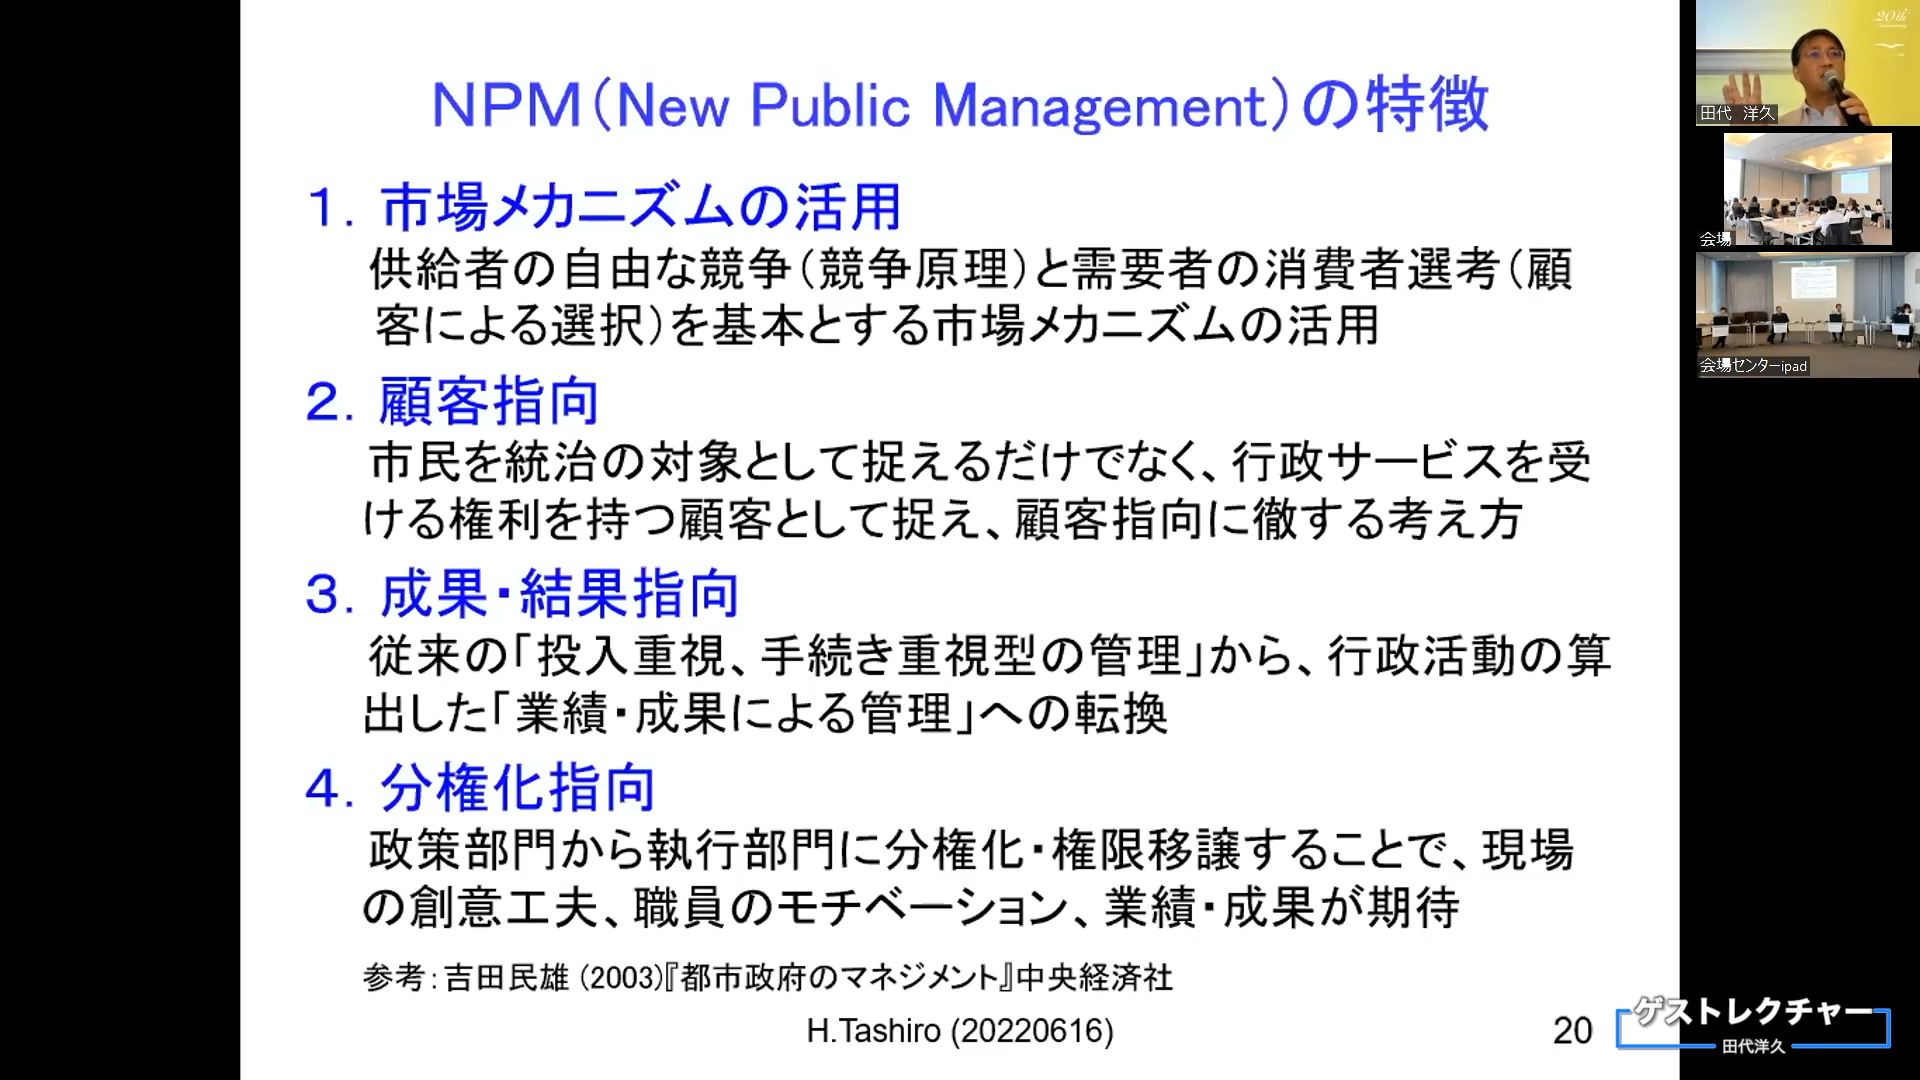 NPM（New Public Management）の特徴
１．市場メカニズムの活用
供給者の自由な競争（競争原理）と需要者の消費者選考（顧
客による選択）を基本とする市場メカニズムの活用
２．顧客指向
市民を統治の対象として捉えるだけでなく、行政サービスを受
ける権利を持つ顧客として捉え、顧客指向に徹する考え方
３．成果・結果指向
従来の「投入重視、手続き重視型の管理」から、行政活動の算
出した「業績・成果による管理」への転換
４．分権化指向
政策部門から執行部門に分権化・権限移譲することで、現場
の創意工夫、職員のモチベーション、業績・成果が期待
参考：吉田民雄 (2003)『都市政府のマネジメント』中央経済社
H.Tashiro (20220616)
20
20th
田代　洋久
会場
会場センターipad
ゲストレクチャー
田代洋久